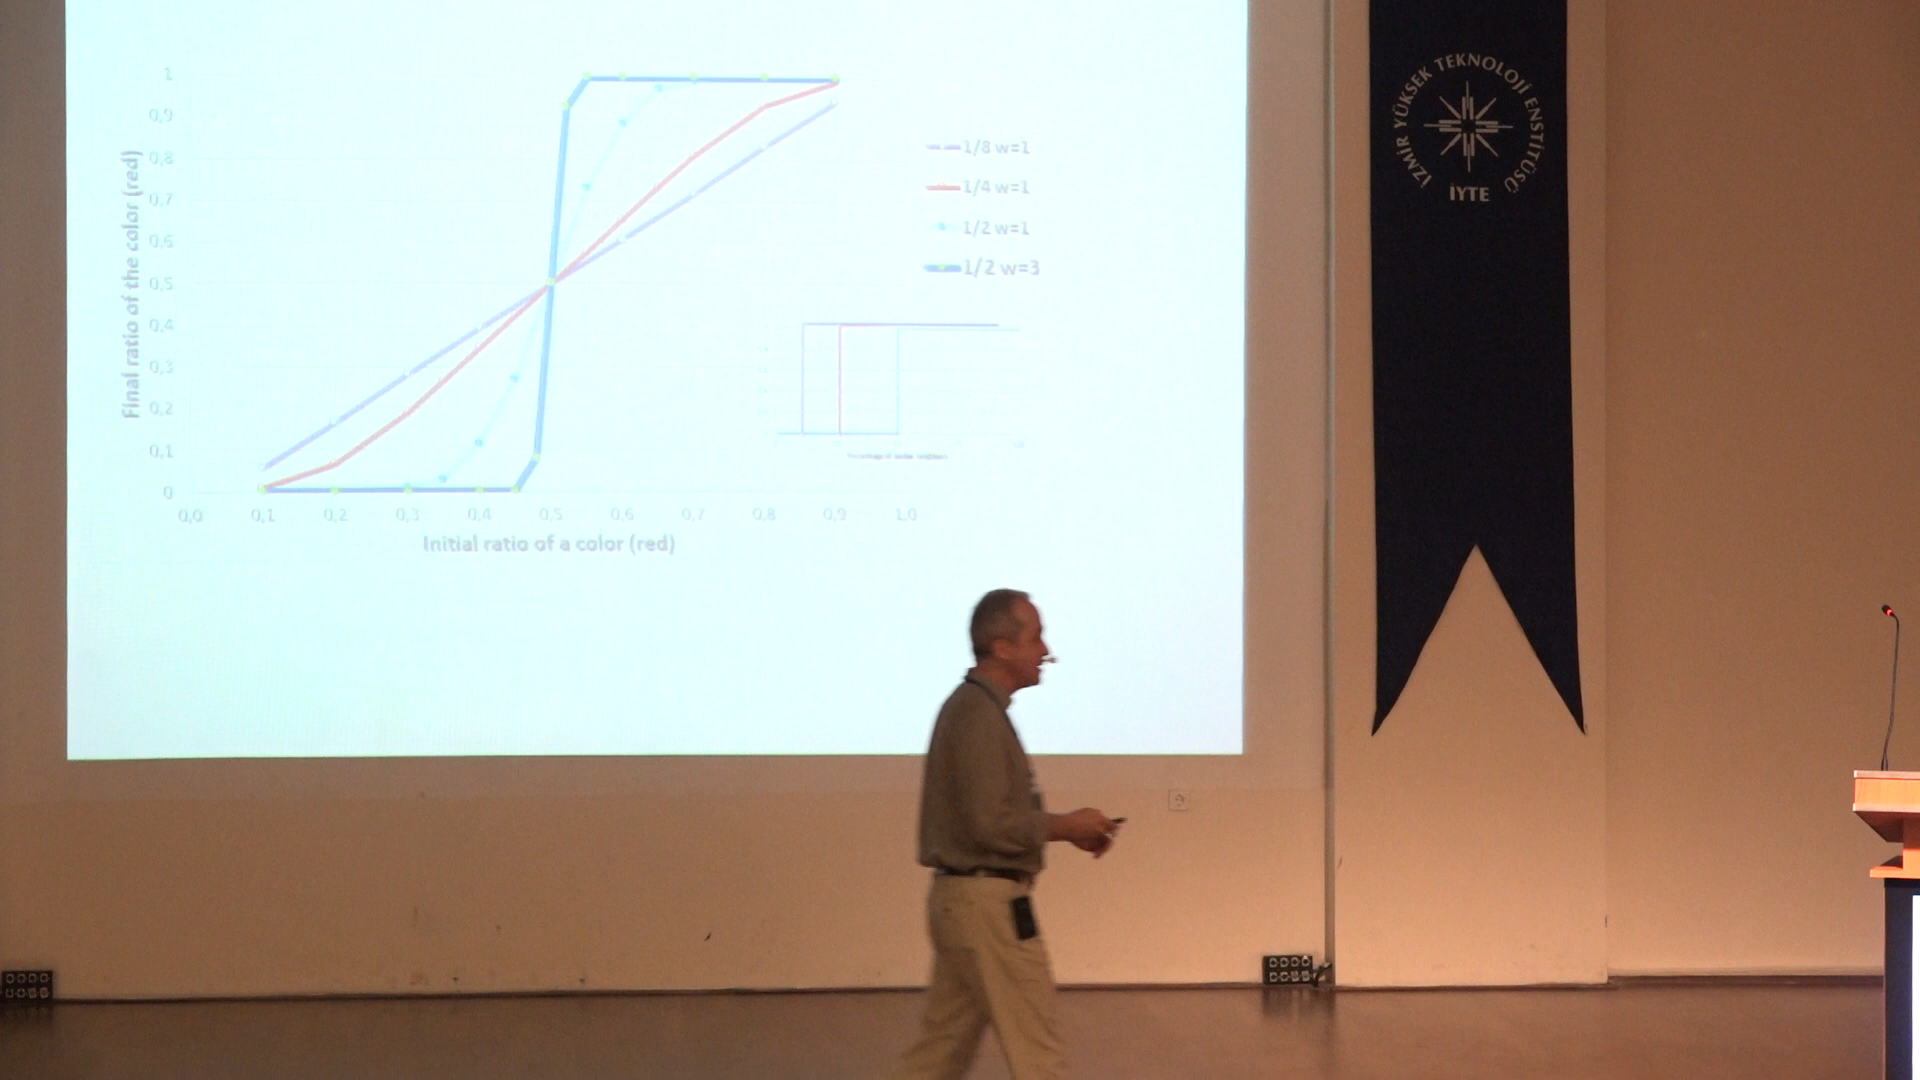 1
0,9
0,8
0,7
0,6
0,5
0,4
0,3
0,2
0,1
0
Final ratio of the color (red)
0,0 0,1 0,2 0,3 0,4 0,5 0,6 0,7 0,8 0,9 1.0
Initial ratio of a color (red)
1/8 w=1
1/4 w=1
1/2 w=1
1/2 w=3
İZMİR YÜKSEK TEKNOLOJİ ENSTİTÜSÜ
İYTE